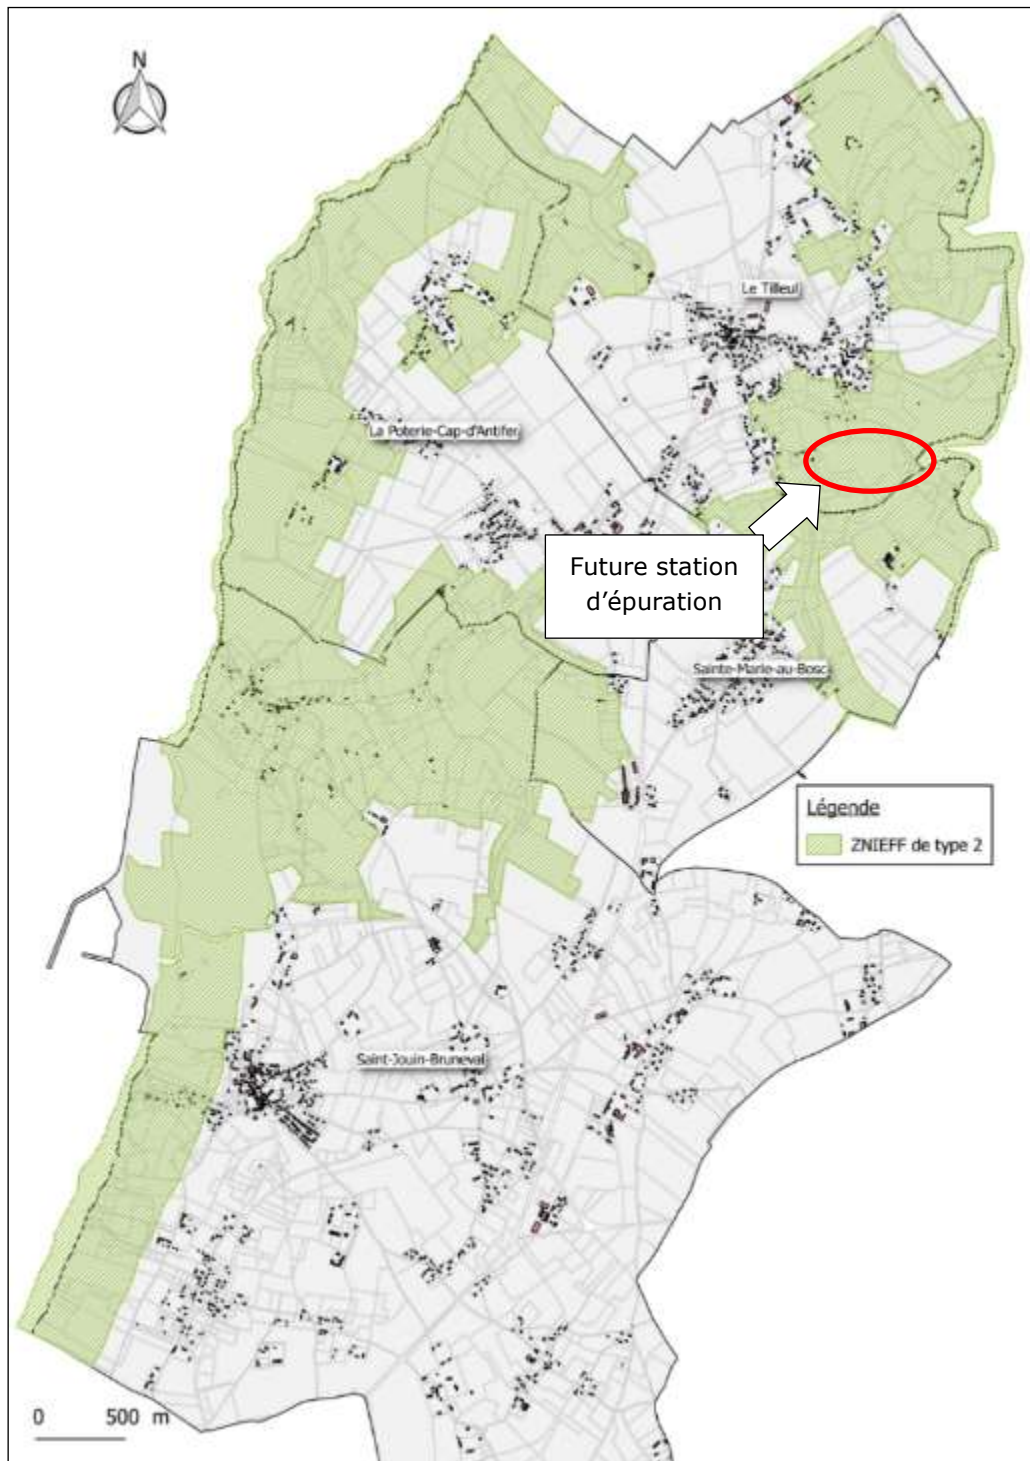 N
Le Tilleul
La Poterie-Cap-d'Antifer
Future station
d'épuration
Sainte-Marie-au-Bosc
Légende
ZNIEFF de type 2
Saint-Jouin-Bruneval
0 500 m